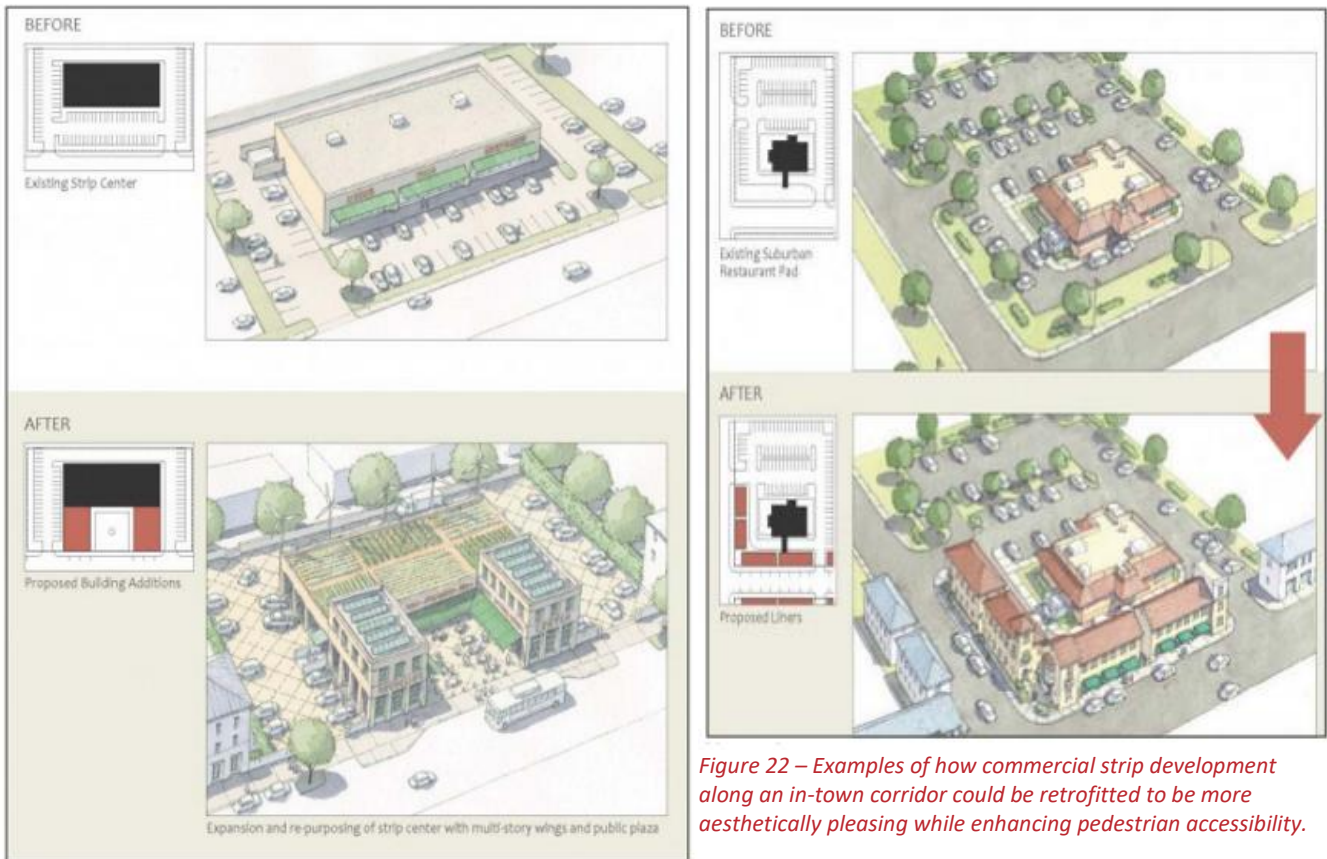 BEFORE
Existing Strip Center
AFTER
Proposed Building Additions
Expansion and re-purposing of strip center with multi-story wings and public plaza
BEFORE
Existing Suburban
Restaurant Pad
AFTER
Proposed Liners
Figure 22 – Examples of how commercial strip development
along an in-town corridor could be retrofitted to be more
aesthetically pleasing while enhancing pedestrian accessibility.